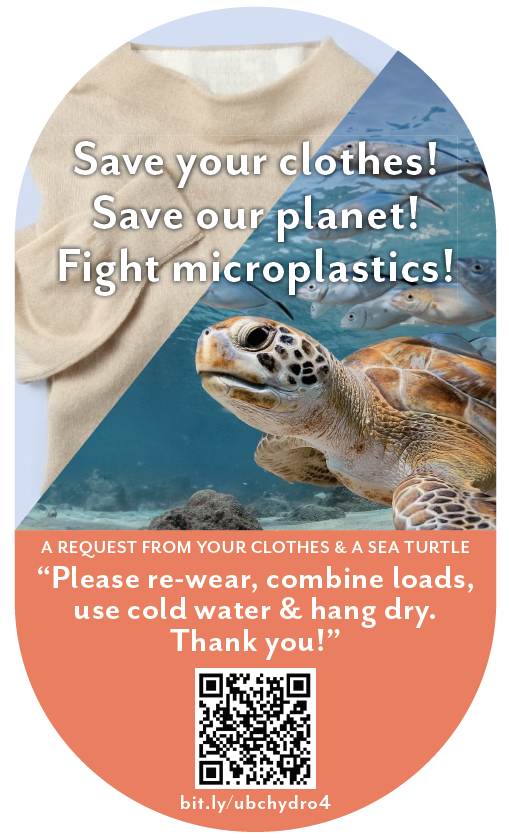 Save your clothes!
Save our planet!
Fight microplastics!
A REQUEST FROM YOUR CLOTHES & A SEA TURTLE
“Please re-wear, combine loads,
use cold water & hang dry.
Thank you!”
bit.ly/ubchydro4